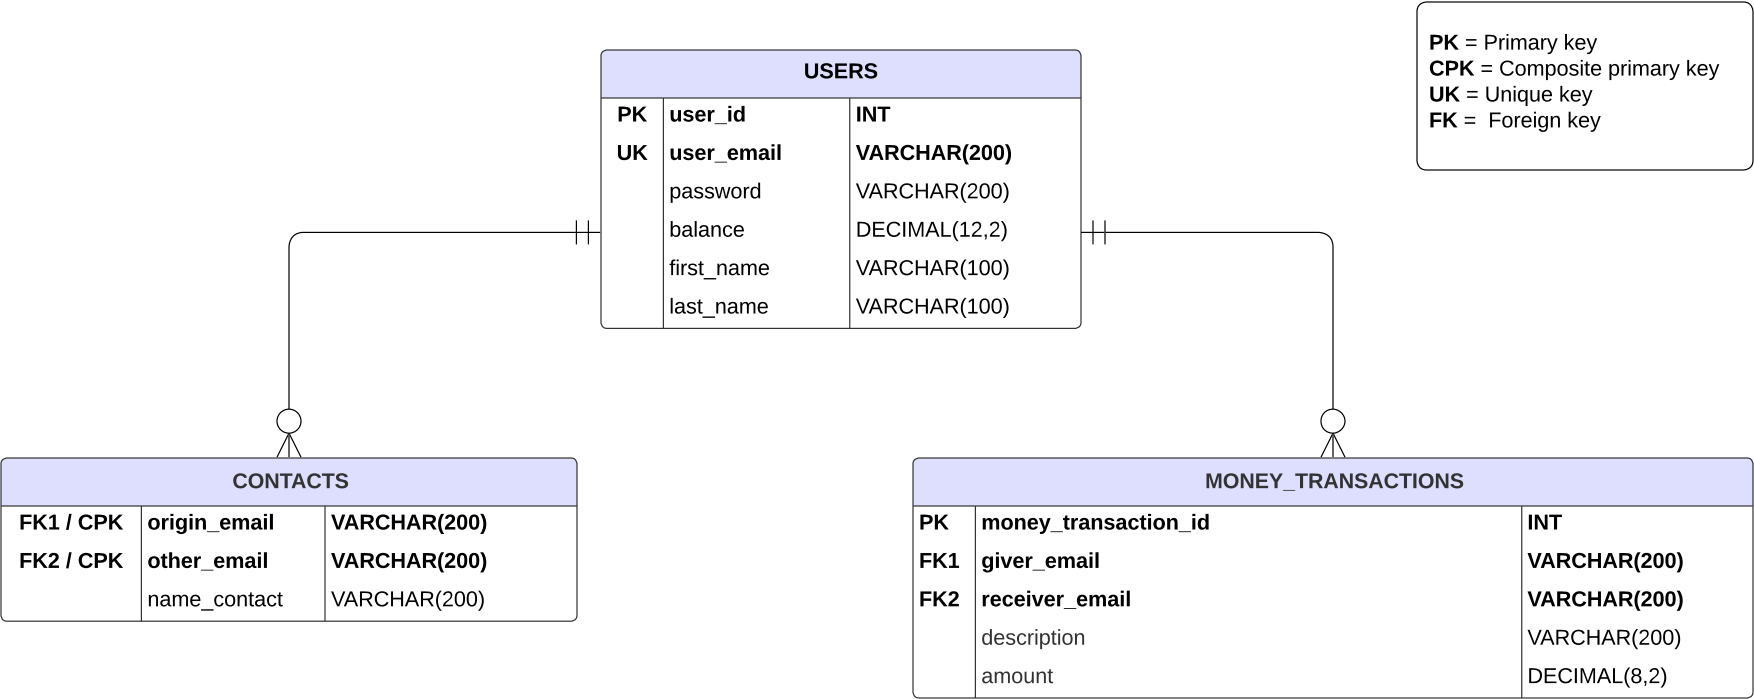 PK = Primary key
CPK = Composite primary key
UK = Unique key
FK =  Foreign key
USERS
PK user_id INT
UK user_email VARCHAR(200)
password VARCHAR(200)
balance DECIMAL(12,2)
first_name VARCHAR(100)
last_name VARCHAR(100)
CONTACTS
FK1 / CPK origin_email VARCHAR(200)
FK2 / CPK other_email VARCHAR(200)
name_contact VARCHAR(200)
MONEY_TRANSACTIONS
PK money_transaction_id INT
FK1 giver_email VARCHAR(200)
FK2 receiver_email VARCHAR(200)
description VARCHAR(200)
amount DECIMAL(8,2)